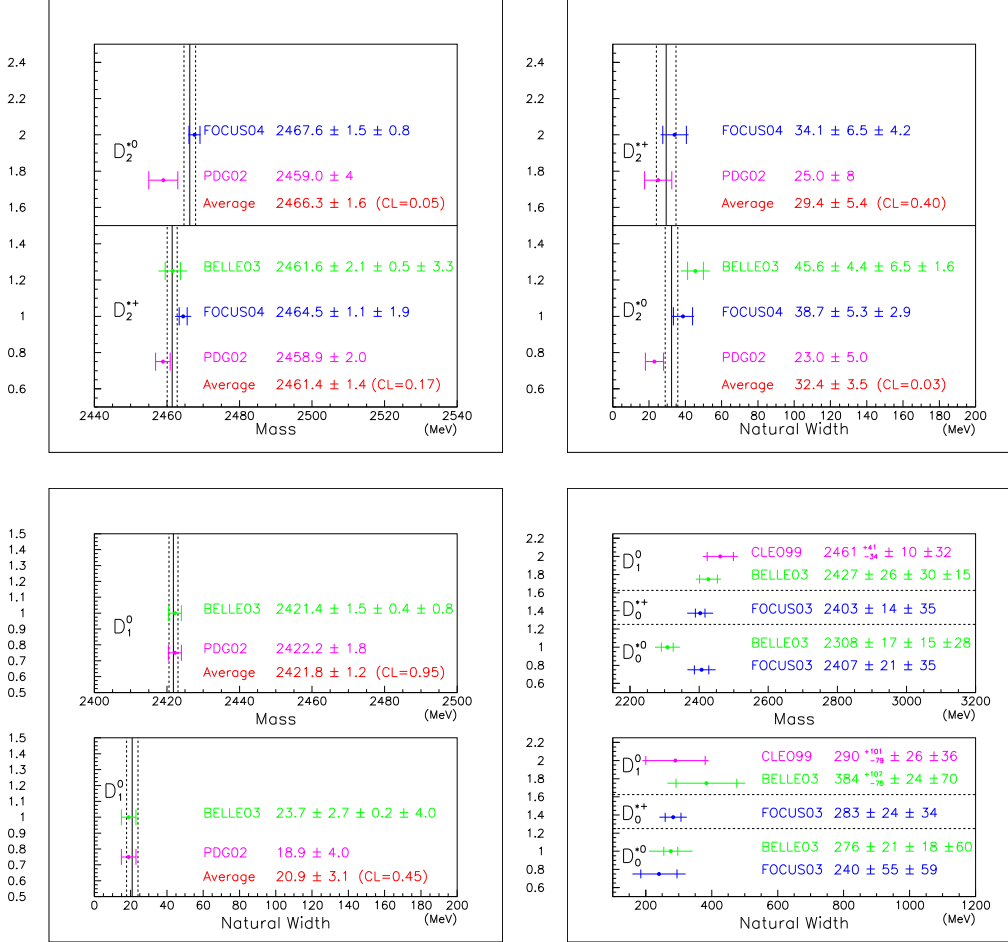 2.4
2.2
2
1.8
1.6
1.4
1.2
1
0.8
0.6
D₂*⁰
FOCUS04 2467.6 ± 1.5 ± 0.8
PDG02 2459.0 ± 4
Average 2466.3 ± 1.6 (CL=0.05)
D₂*⁺
BELLE03 2461.6 ± 2.1 ± 0.5 ± 3.3
FOCUS04 2464.5 ± 1.1 ± 1.9
PDG02 2458.9 ± 2.0
Average 2461.4 ± 1.4 (CL=0.17)
2440 2460 2480 2500 2520 2540
Mass (MeV)
2.4
2.2
2
1.8
1.6
1.4
1.2
1
0.8
0.6
D₂*⁺
FOCUS04 34.1 ± 6.5 ± 4.2
PDG02 25.0 ± 8
Average 29.4 ± 5.4 (CL=0.40)
D₂*⁰
BELLE03 45.6 ± 4.4 ± 6.5 ± 1.6
FOCUS04 38.7 ± 5.3 ± 2.9
PDG02 23.0 ± 5.0
Average 32.4 ± 3.5 (CL=0.03)
0 20 40 60 80 100 120 140 160 180 200
Natural Width (MeV)
1.5
1.4
1.3
1.2
1.1
1
0.9
0.8
0.7
0.6
0.5
D₁⁰
BELLE03 2421.4 ± 1.5 ± 0.4 ± 0.8
PDG02 2422.2 ± 1.8
Average 2421.8 ± 1.2 (CL=0.95)
2400 2420 2440 2460 2480 2500
Mass (MeV)
1.5
1.4
1.3
1.2
1.1
1
0.9
0.8
0.7
0.6
0.5
D₁⁰
BELLE03 23.7 ± 2.7 ± 0.2 ± 4.0
PDG02 18.9 ± 4.0
Average 20.9 ± 3.1 (CL=0.45)
0 20 40 60 80 100 120 140 160 180 200
Natural Width (MeV)
2.2
2
1.8
1.6
1.4
1.2
1
0.8
0.6
D₁⁰
CLEO99 2461 +41 −34 ± 10 ±32
BELLE03 2427 ± 26 ± 30 ±15
D₀*⁺
FOCUS03 2403 ± 14 ± 35
D₀*⁰
BELLE03 2308 ± 17 ± 15 ±28
FOCUS03 2407 ± 21 ± 35
2200 2400 2600 2800 3000 3200
Mass (MeV)
2.2
2
1.8
1.6
1.4
1.2
1
0.8
0.6
D₁⁰
CLEO99 290 +101 −79 ± 26 ±36
BELLE03 384 +107 −75 ± 24 ±70
D₀*⁺
FOCUS03 283 ± 24 ± 34
D₀*⁰
BELLE03 276 ± 21 ± 18 ±60
FOCUS03 240 ± 55 ± 59
200 400 600 800 1000 1200
Natural Width (MeV)